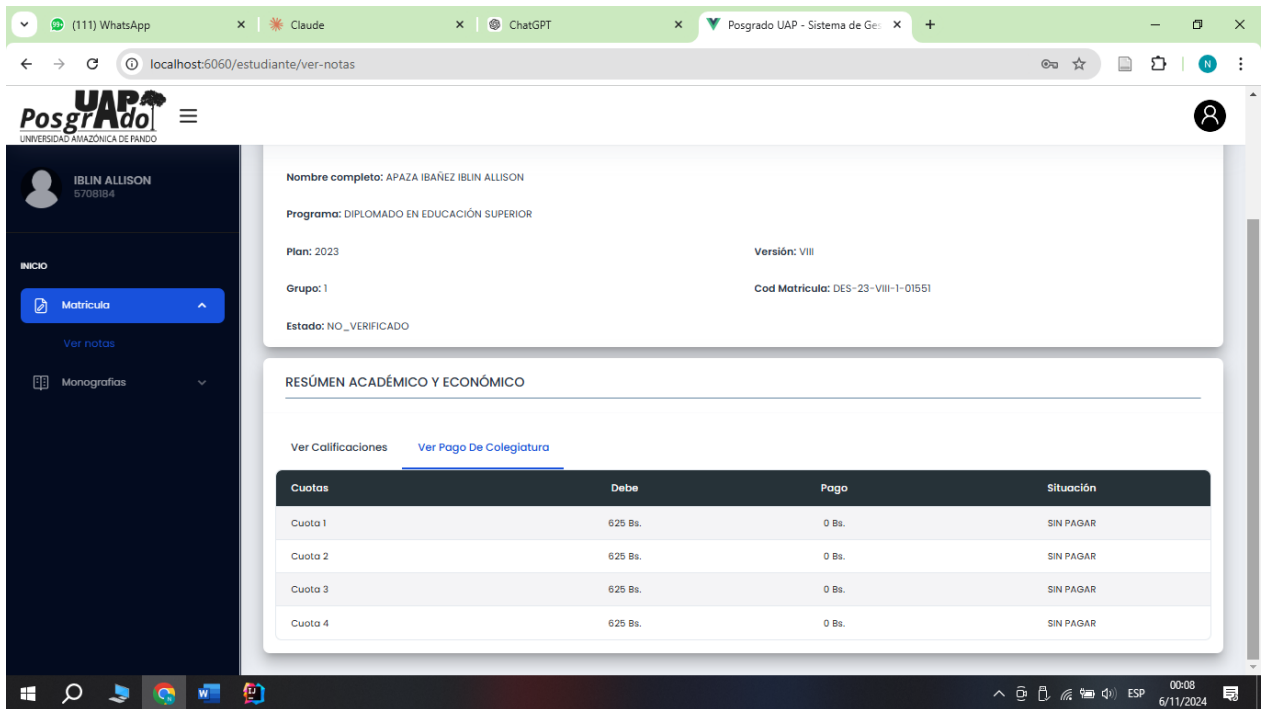 (111) WhatsApp
Claude
ChatGPT
Posgrado UAP - Sistema de Ges
localhost:6060/estudiante/ver-notas
N
UAP
PosgrAdo
UNIVERSIDAD AMAZÓNICA DE PANDO
IBLIN ALLISON
5708184
INICIO
Matricula
Ver notas
Monografias
Nombre completo: APAZA IBAÑEZ IBLIN ALLISON
Programa: DIPLOMADO EN EDUCACIÓN SUPERIOR
Plan: 2023 Versión: VIII
Grupo: 1 Cod Matricula: DES-23-VIII-1-01551
Estado: NO_VERIFICADO
RESÚMEN ACADÉMICO Y ECONÓMICO
Ver Calificaciones Ver Pago De Colegiatura
Cuotas Debe Pago Situación
Cuota 1 625 Bs. 0 Bs. SIN PAGAR
Cuota 2 625 Bs. 0 Bs. SIN PAGAR
Cuota 3 625 Bs. 0 Bs. SIN PAGAR
Cuota 4 625 Bs. 0 Bs. SIN PAGAR
ESP
00:08
6/11/2024